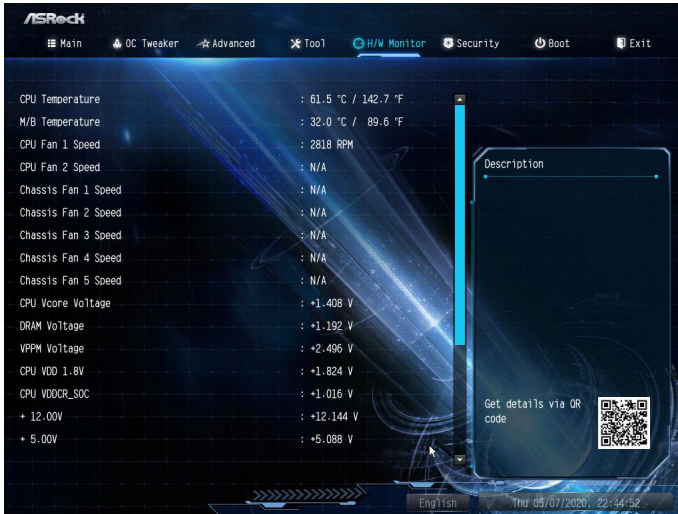 ASRock
Main OC Tweaker Advanced Tool H/W Monitor Security Boot Exit
CPU Temperature : 61.5 °C / 142.7 °F
M/B Temperature : 32.0 °C / 89.6 °F
CPU Fan 1 Speed : 2818 RPM
CPU Fan 2 Speed : N/A
Chassis Fan 1 Speed : N/A
Chassis Fan 2 Speed : N/A
Chassis Fan 3 Speed : N/A
Chassis Fan 4 Speed : N/A
Chassis Fan 5 Speed : N/A
CPU Vcore Voltage : +1.408 V
DRAM Voltage : +1.192 V
VPPM Voltage : +2.496 V
CPU VDD 1.8V : +1.824 V
CPU VDDCR_SOC : +1.016 V
+ 12.00V : +12.144 V
+ 5.00V : +5.088 V
Description
Get details via QR
code
English Thu 05/07/2020. 22:44:52